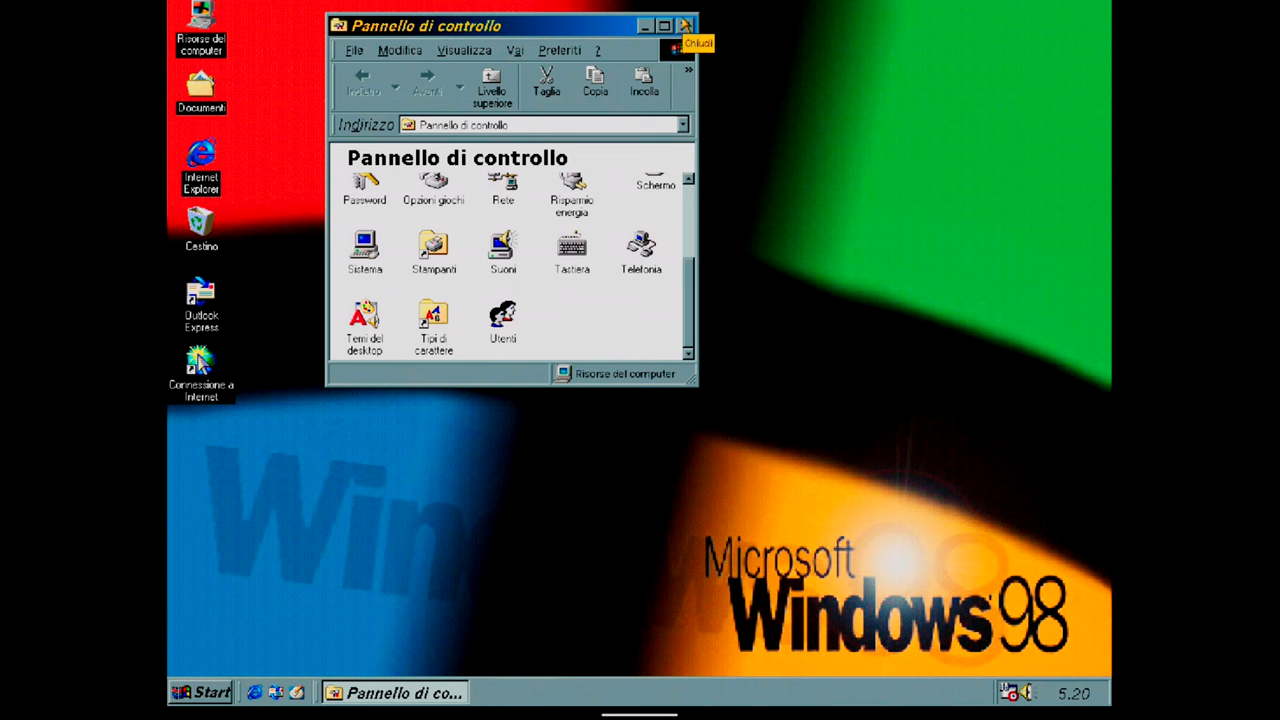 Risorse del
computer
Documenti
Internet
Explorer
Cestino
Outlook
Express
Connessione a
Internet
Pannello di controllo
Chiudi
File Modifica Visualizza Vai Preferiti ?
Indietro Avanti Livello
superiore Taglia Copia Incolla »
Indirizzo Pannello di controllo
Pannello di controllo
Password Opzioni giochi Rete Risparmio
energia Schermo
Sistema Stampanti Suoni Tastiera Telefonia
Temi del
desktop Tipi di
carattere Utenti
Risorse del computer
Microsoft
Windows 98
Start Pannello di co... 5.20